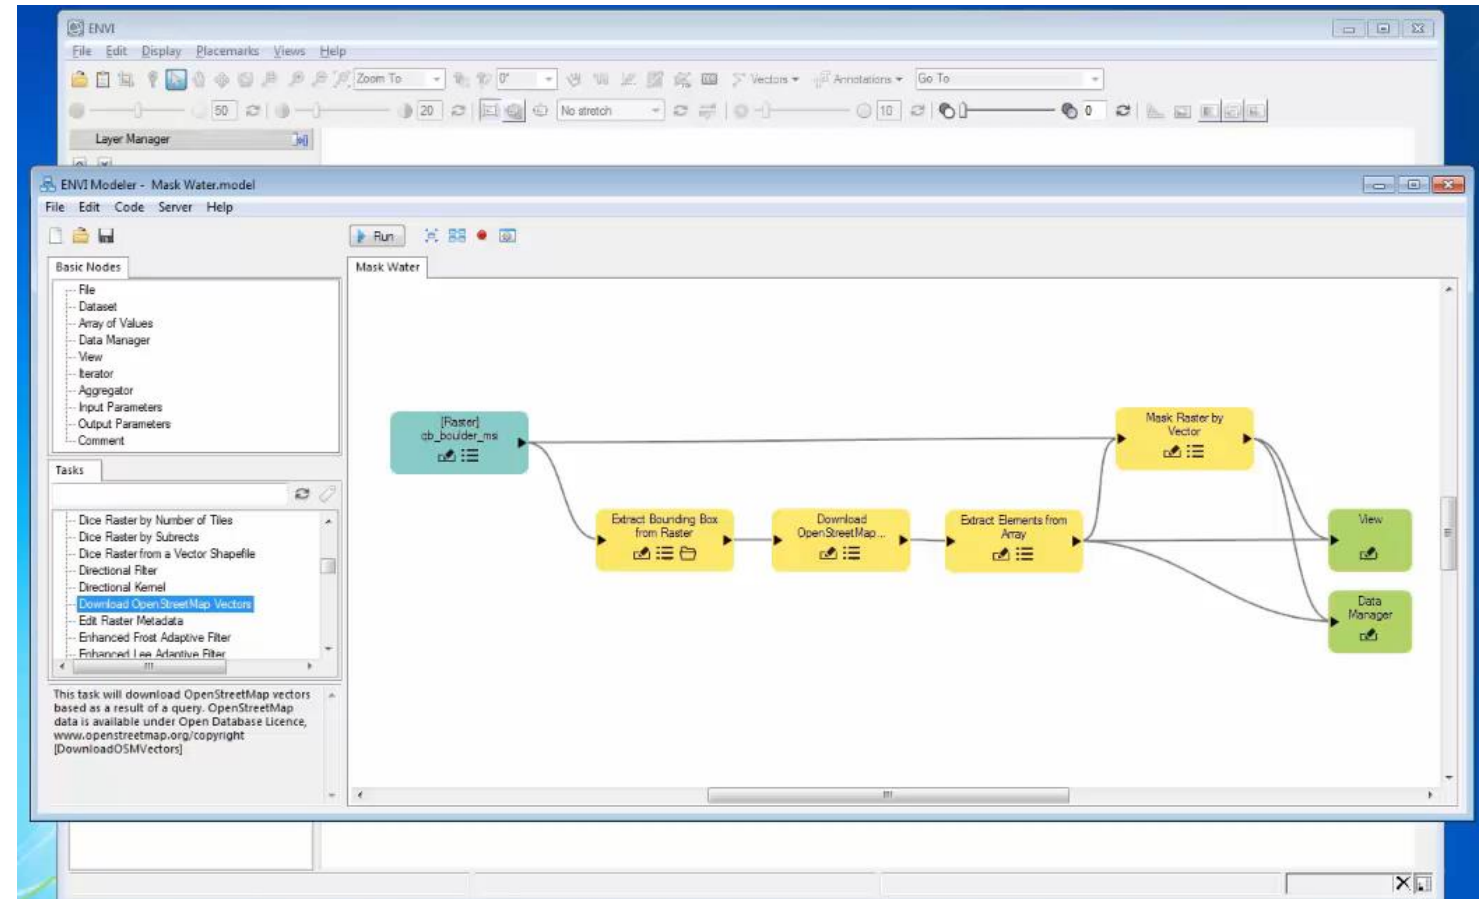 ENVI
File Edit Display Placemarks Views Help
Zoom To 0° Vectors Annotations Go To
50 20 No stretch 10 0
Layer Manager
ENVI Modeler - Mask Water.model
File Edit Code Server Help
Run
Basic Nodes
Mask Water
File
Dataset
Array of Values
Data Manager
View
Iterator
Aggregator
Input Parameters
Output Parameters
Comment
Tasks
Dice Raster by Number of Tiles
Dice Raster by Subrects
Dice Raster from a Vector Shapefile
Directional Filter
Directional Kernel
Download OpenStreetMap Vectors
Edit Raster Metadata
Enhanced Frost Adaptive Filter
Enhanced Lee Adaptive Filter
This task will download OpenStreetMap vectors
based as a result of a query. OpenStreetMap
data is available under Open Database Licence,
www.openstreetmap.org/copyright
[DownloadOSMVectors]
[Raster]
qb_boulder_msi
Extract Bounding Box
from Raster
Download
OpenStreetMap...
Extract Elements from
Array
Mask Raster by
Vector
View
Data
Manager